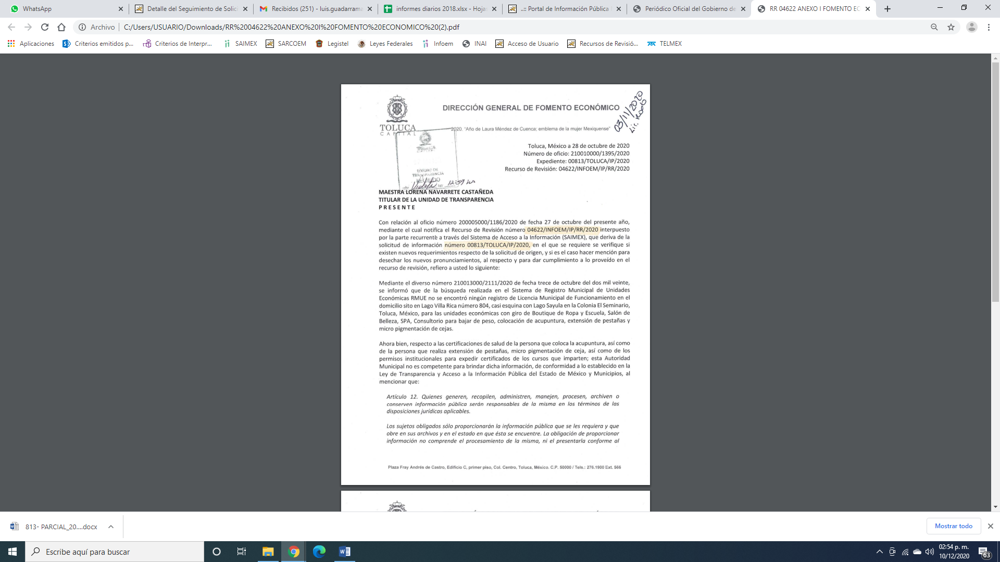 WhatsApp
Detalle del Seguimiento de Solici
Recibidos (251) - luis.guadarrama
informes diarios 2018.xlsx - Hojas
..:: Portal de Información Pública
Periódico Oficial del Gobierno de
RR 04622 ANEXO I FOMENTO EC
Archivo
C:/Users/USUARIO/Downloads/RR%2004622%20ANEXO%20I%20FOMENTO%20ECONOMICO%20(2).pdf
Aplicaciones
Criterios emitidos p...
Criterios de Interpr...
SAIMEX
SARCOEM
Legistel
Leyes Federales
Infoem
INAI
Acceso de Usuario
Recursos de Revisió...
TELMEX
DIRECCIÓN GENERAL DE FOMENTO ECONÓMICO
03/11/2020
TOLUCA
CAPITAL
2020. "Año de Laura Méndez de Cuenca; emblema de la mujer Mexiquense"
Toluca, México a 28 de octubre de 2020
Número de oficio: 210010000/1395/2020
Expediente: 00813/TOLUCA/IP/2020
Recurso de Revisión: 04622/INFOEM/IP/RR/2020
UNIDAD DE
TRANSPARENCIA
RECIBIDO
Violeta 12:59
MAESTRA LORENA NAVARRETE CASTAÑEDA
TITULAR DE LA UNIDAD DE TRANSPARENCIA
P R E S E N T E
Con relación al oficio número 200005000/1186/2020 de fecha 27 de octubre del presente año,
mediante el cual notifica el Recurso de Revisión número 04622/INFOEM/IP/RR/2020 interpuesto
por la parte recurrente a través del Sistema de Acceso a la Información (SAIMEX), que deriva de la
solicitud de información número 00813/TOLUCA/IP/2020, en el que se requiere se verifique si
existen nuevos requerimientos respecto de la solicitud de origen, y si es el caso hacer mención para
desechar los nuevos pronunciamientos, al respecto y para dar cumplimiento a lo proveído en el
recurso de revisión, refiero a usted lo siguiente:
Mediante el diverso número 210013000/2111/2020 de fecha trece de octubre del dos mil veinte,
se informó que de la búsqueda realizada en el Sistema de Registro Municipal de Unidades
Económicas RMUE no se encontró ningún registro de Licencia Municipal de Funcionamiento en el
domicilio sito en Lago Villa Rica número 804, casi esquina con Lago Sayula en la Colonia El Seminario,
Toluca, México, para las unidades económicas con giro de Boutique de Ropa y Escuela, Salón de
Belleza, SPA, Consultorio para bajar de peso, colocación de acupuntura, extensión de pestañas y
micro pigmentación de cejas.
Ahora bien, respecto a las certificaciones de salud de la persona que coloca la acupuntura, así como
de la persona que realiza extensión de pestañas, micro pigmentación de ceja, así como de los
permisos institucionales para expedir certificados de los cursos que imparten; esta Autoridad
Municipal no es competente para brindar dicha información, de conformidad a lo establecido en la
Ley de Transparencia y Acceso a la Información Pública del Estado de México y Municipios, al
mencionar que:
Artículo 12. Quienes generen, recopilen, administren, manejen, procesen, archiven o
conserven información pública serán responsables de la misma en los términos de las
disposiciones jurídicas aplicables.
Los sujetos obligados sólo proporcionarán la información pública que se les requiera y que
obre en sus archivos y en el estado en que ésta se encuentre. La obligación de proporcionar
información no comprende el procesamiento de la misma, ni el presentarla conforme al
Plaza Fray Andrés de Castro, Edificio C, primer piso, Col. Centro, Toluca, México. C.P. 50000 / Tels.: 276.1900 Ext. 566
813- PARCIAL_20....docx
Mostrar todo
Escribe aquí para buscar
02:54 p. m.
10/12/2020
63